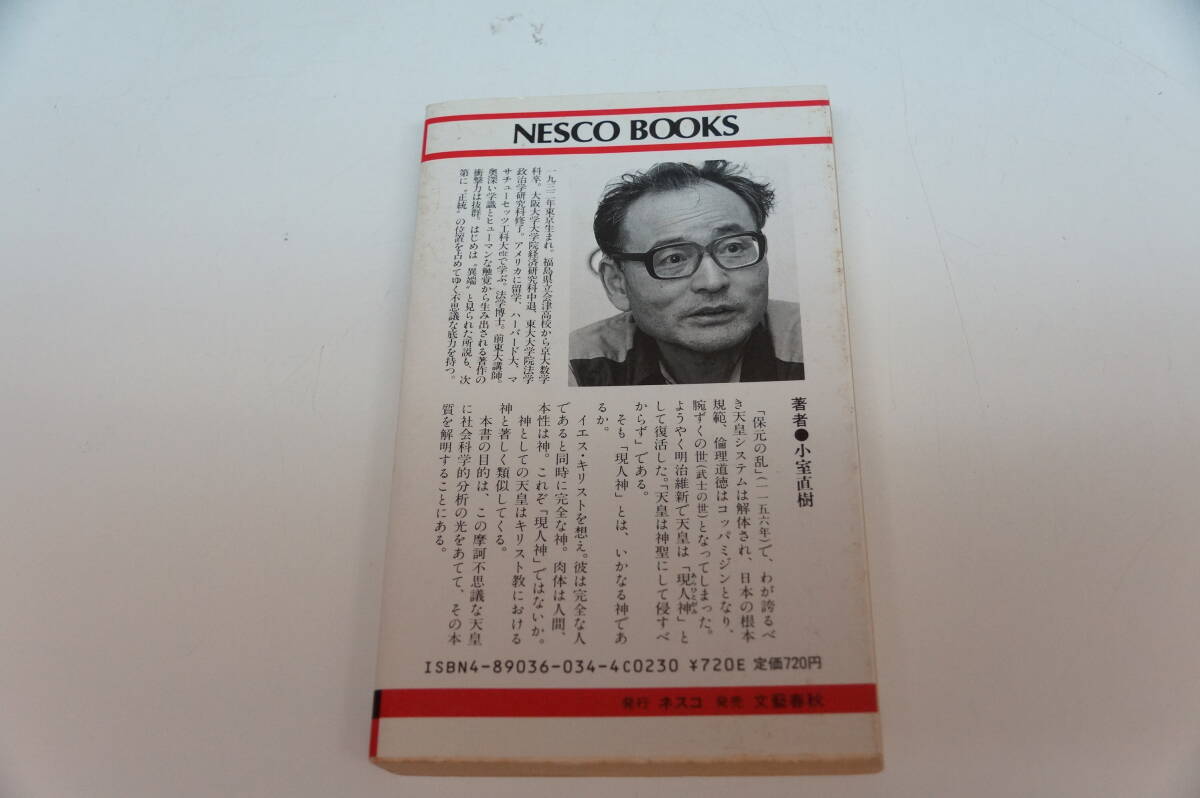 NESCO BOOKS
一九三二年東京生まれ。福島県立会津高校から京大数学
科卒。大阪大学大学院経済研究科中退、東大大学院法学
政治学研究科修了。アメリカに留学、ハーバード大、マ
サチューセッツ工科大etcで学ぶ。法学博士。前東大講師。
奥深い学識とヒューマンな触覚から生み出される著作の
衝撃力は抜群。はじめは〝異端〟と見られた所説も、次
第に〝正統〟の位置を占めてゆく不思議な底力を持つ。
著者●小室直樹
「保元の乱」(一一五六年)で、わが誇るべ
き天皇システムは解体され、日本の根本
規範、倫理道徳はコッパミジンとなり、
腕ずくの世(武士の世)となってしまった。
ようやく明治維新で天皇は「現人神」と
して復活した。「天皇は神聖にして侵すべ
からず」である。
そも「現人神」とは、いかなる神であ
るか。
イエス・キリストを想え。彼は完全な人
であると同時に完全な神。肉体は人間、
本性は神。これぞ「現人神」ではないか。
神としての天皇はキリスト教における
神と著しく類似してくる。
本書の目的は、この摩訶不思議な天皇
に社会科学的分析の光をあてて、その本
質を解明することにある。
ISBN4-89036-034-4 C0230 ¥720E 定価720円
発行 ネスコ 発売 文藝春秋